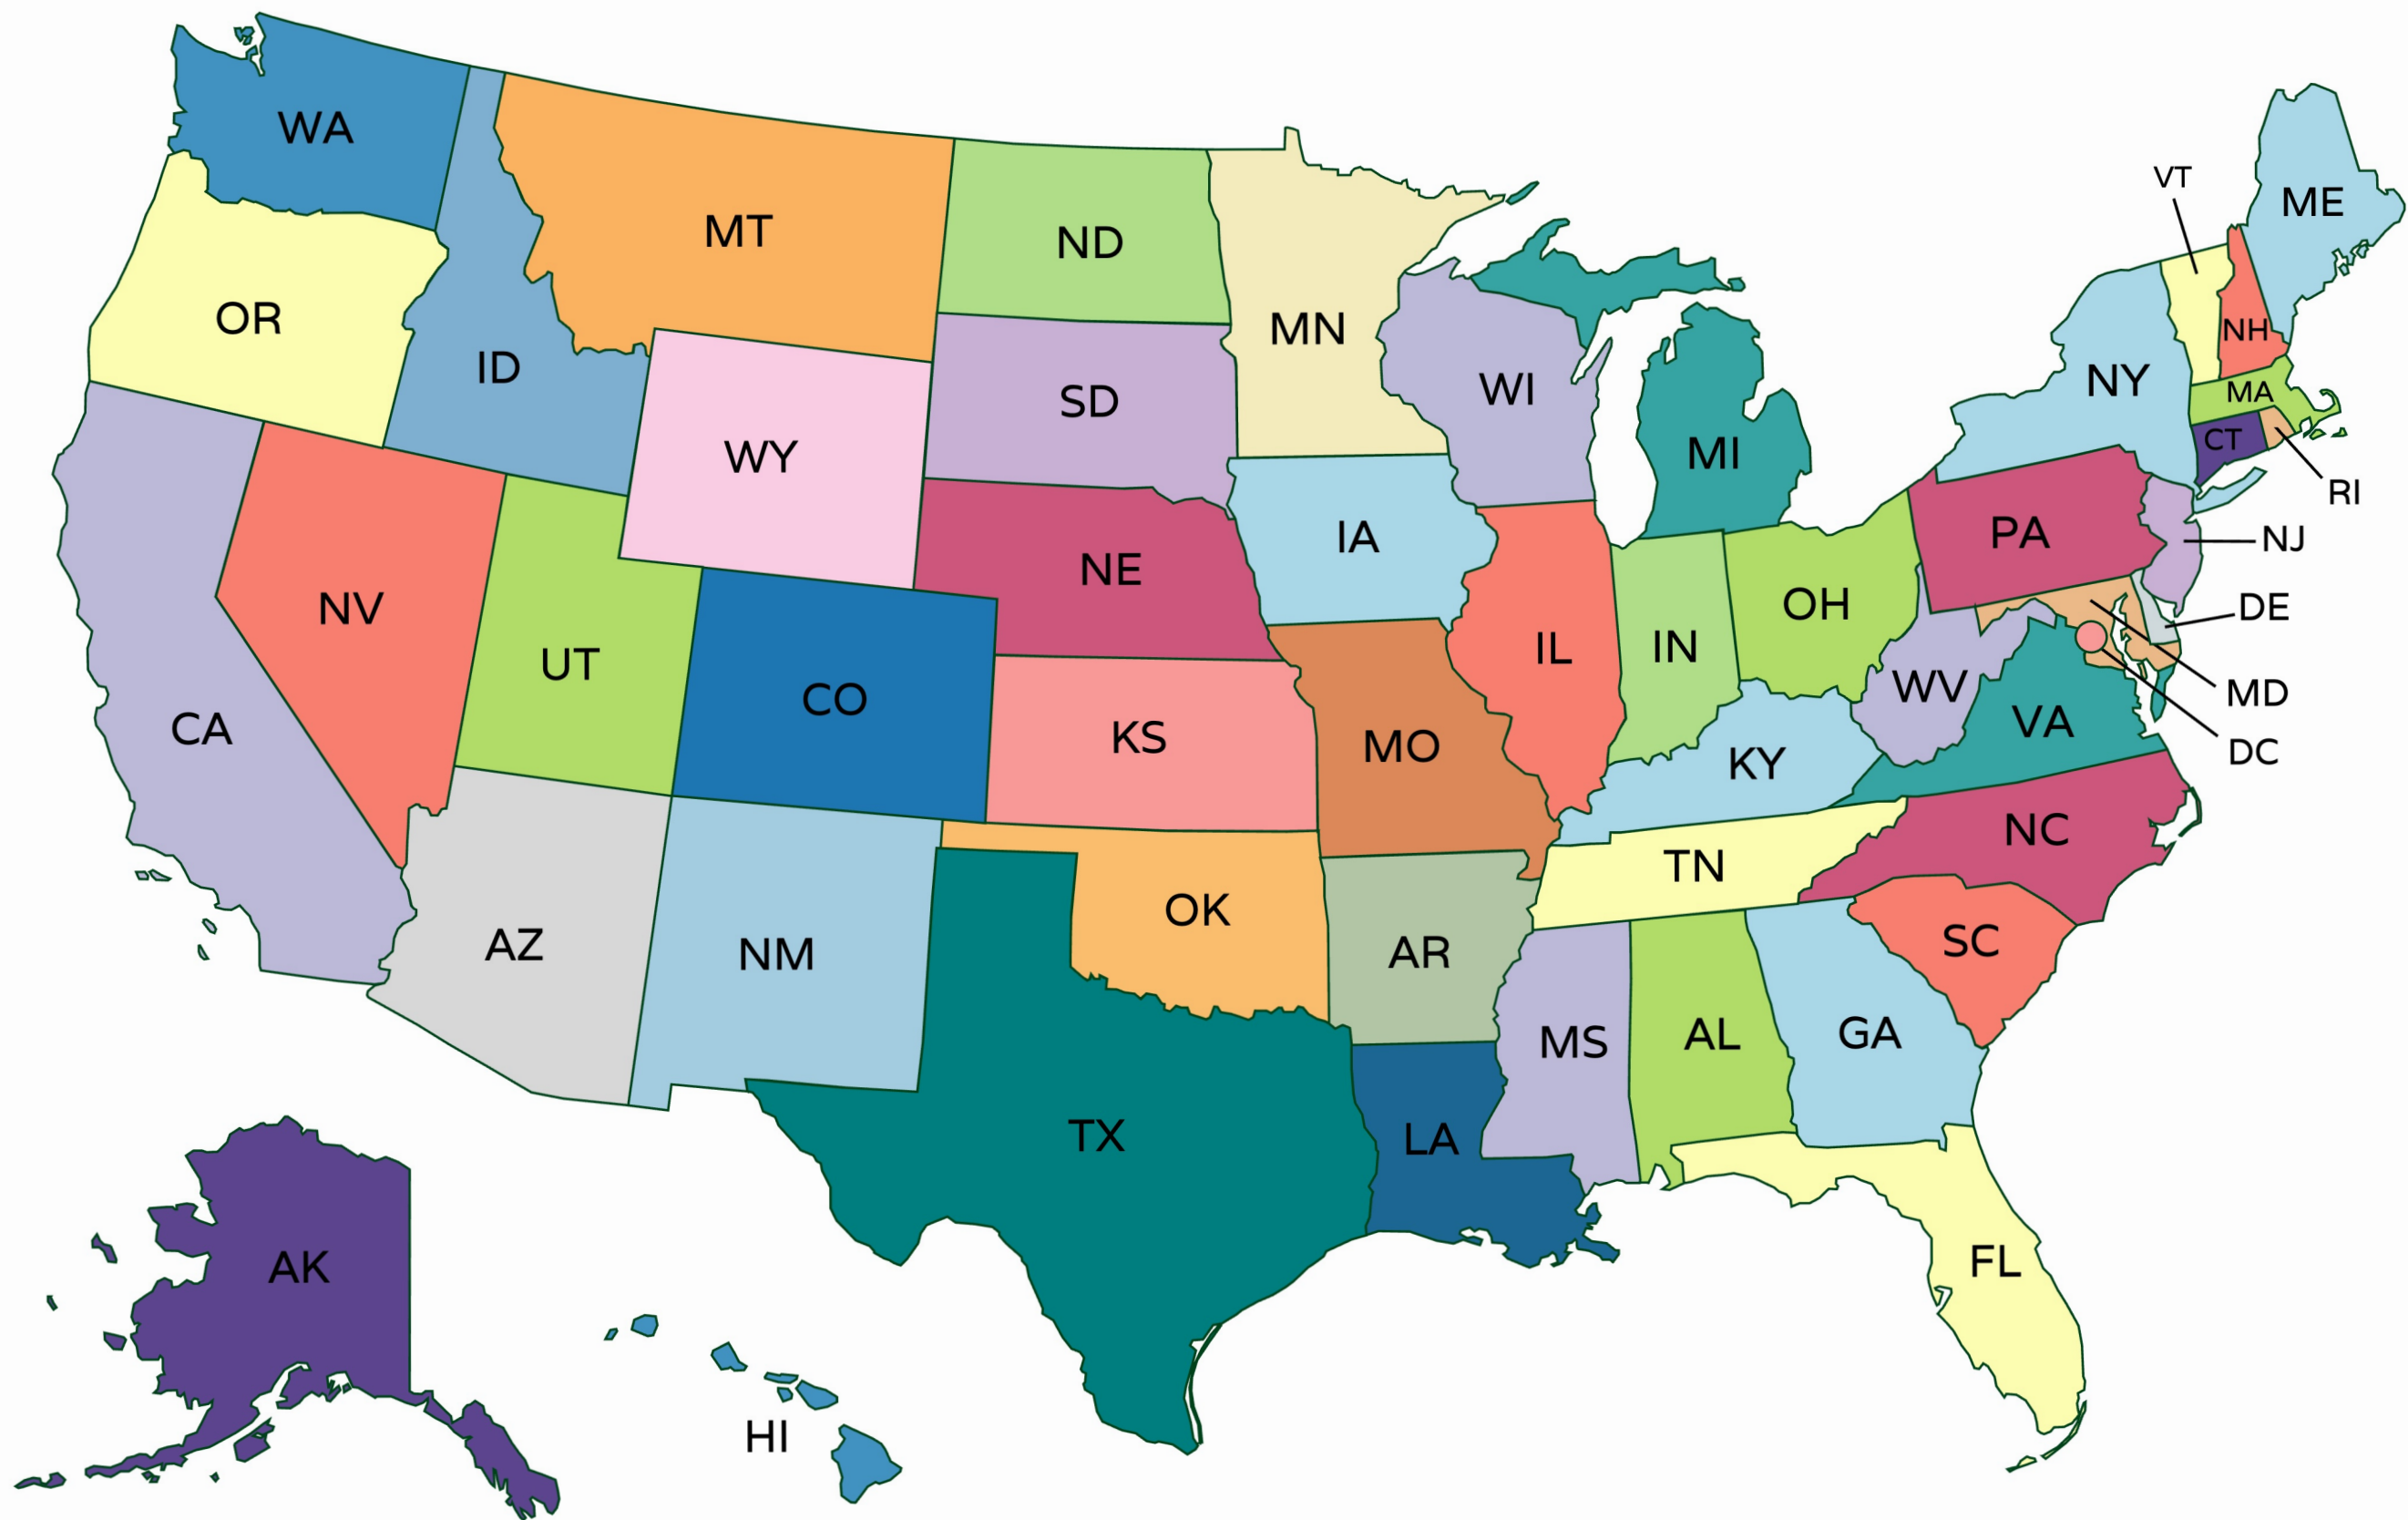 WA
VT
ME
MT
ND
OR
MN
NH
ID
NY
WI
MA
SD
CT
MI
WY
RI
PA
IA
NJ
NE
OH
DE
NV
IN
IL
UT
WV
MD
CO
VA
CA
KS
MO
DC
KY
NC
TN
OK
SC
AZ
AR
NM
GA
AL
MS
TX
LA
FL
AK
HI